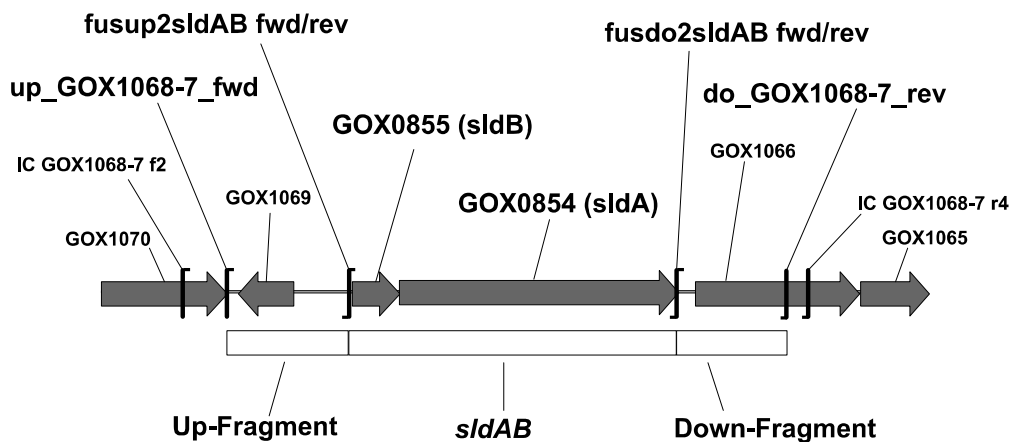 fusup2sldAB fwd/rev
fusdo2sldAB fwd/rev
up_GOX1068-7_fwd
do_GOX1068-7_rev
GOX0855 (sldB)
GOX1066
IC GOX1068-7 f2
GOX1069
GOX0854 (sldA)
IC GOX1068-7 r4
GOX1070
GOX1065
Up-Fragment
sldAB
Down-Fragment